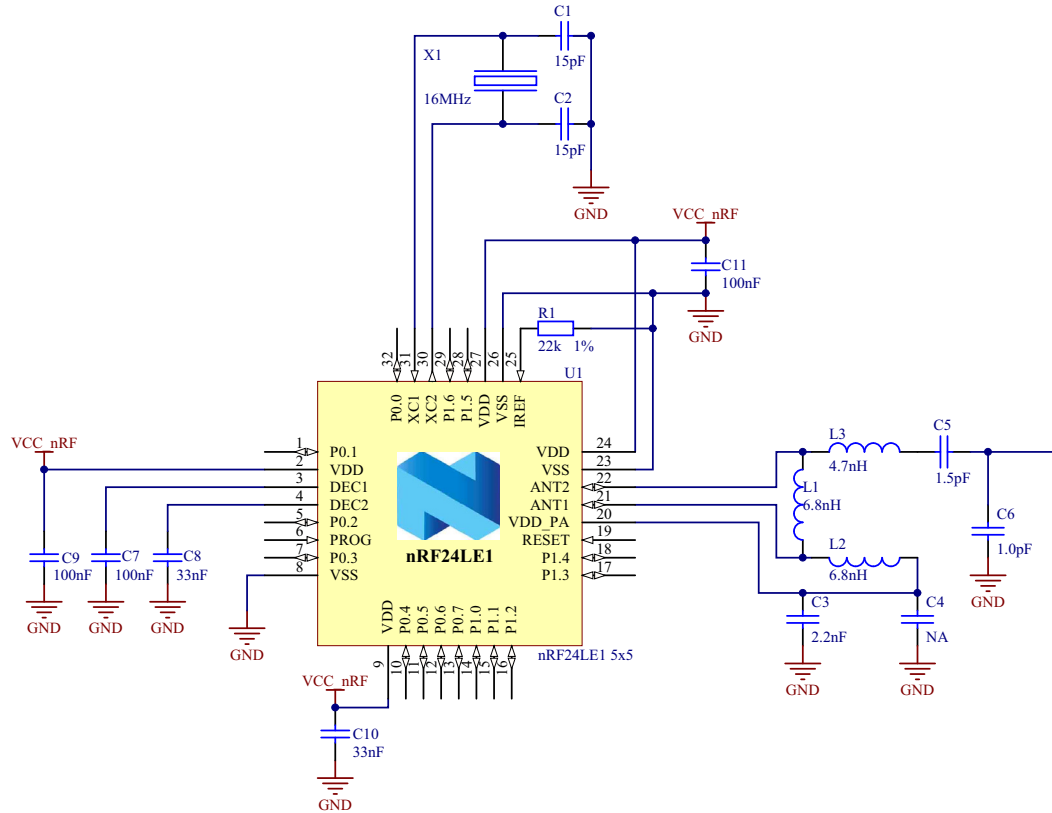 C1
15pF
X1
16MHz
C2
15pF
GND
VCC_nRF
C11
100nF
GND
R1
22k 1%
U1
32
31
30
29
28
27
26
25
P0.0
XC1
XC2
P1.6
P1.5
VDD
VSS
IREF
VCC_nRF
1 P0.1
2 VDD
3 DEC1
4 DEC2
5 P0.2
6 PROG
7 P0.3
8 VSS
nRF24LE1
VDD 24
VSS 23
ANT2 22
ANT1 21
VDD_PA 20
RESET 19
P1.4 18
P1.3 17
C9
100nF
GND
C7
100nF
GND
C8
33nF
GND
GND
L3
4.7nH
C5
1.5pF
L1
6.8nH
L2
6.8nH
C6
1.0pF
GND
C3
2.2nF
GND
C4
NA
GND
VDD
P0.4
P0.5
P0.6
P0.7
P1.0
P1.1
P1.2
9
10
11
12
13
14
15
16
nRF24LE1 5x5
VCC_nRF
C10
33nF
GND